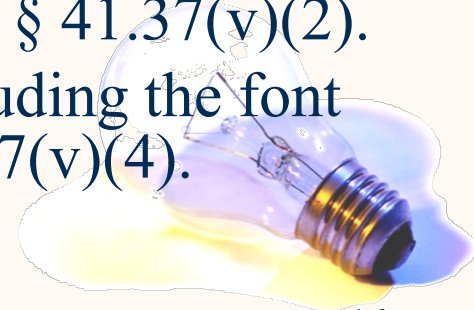 § 41.37(v)(2).
uding the font
7(v)(4).